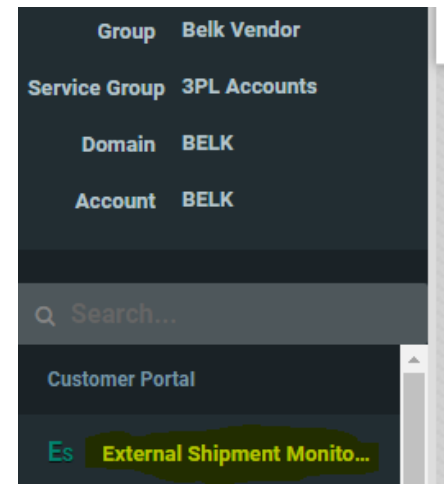 Group Belk Vendor
Service Group 3PL Accounts
Domain BELK
Account BELK
Search...
Customer Portal
Es External Shipment Monito...